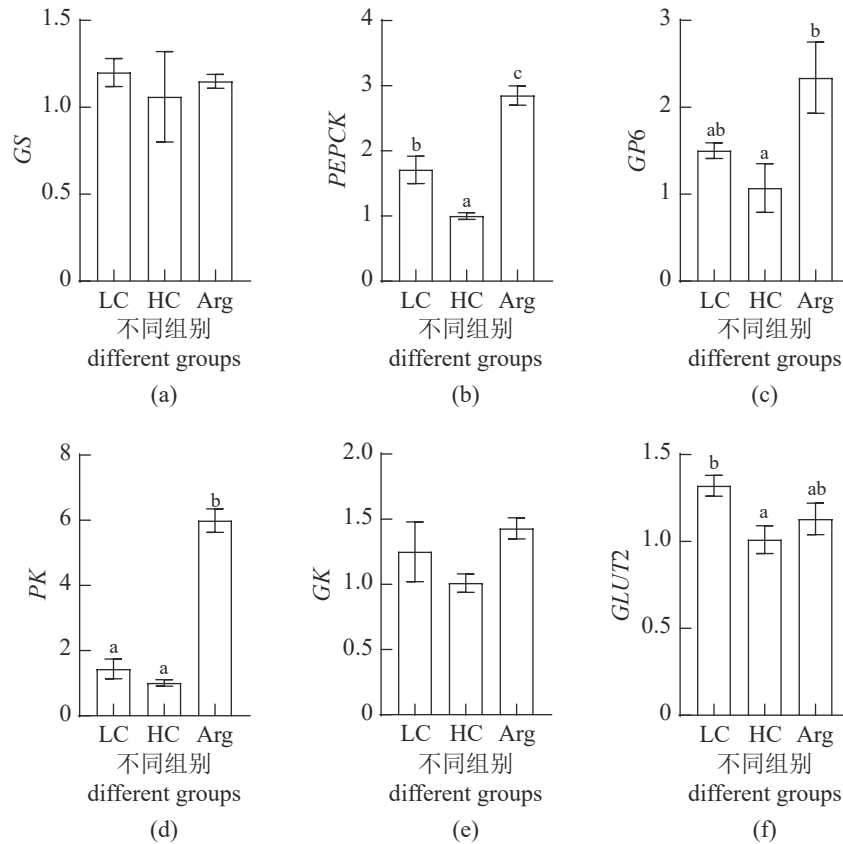 1.5
1.0
0.5
0
GS
LC HC Arg
不同组别
different groups
(a)
4
3
2
1
0
PEPCK
b
a
c
LC HC Arg
不同组别
different groups
(b)
3
2
1
0
GP6
ab
a
b
LC HC Arg
不同组别
different groups
(c)
8
6
4
2
0
PK
a
a
b
LC HC Arg
不同组别
different groups
(d)
2.0
1.5
1.0
0.5
0
GK
LC HC Arg
不同组别
different groups
(e)
1.5
1.0
0.5
0
GLUT2
b
a
ab
LC HC Arg
不同组别
different groups
(f)